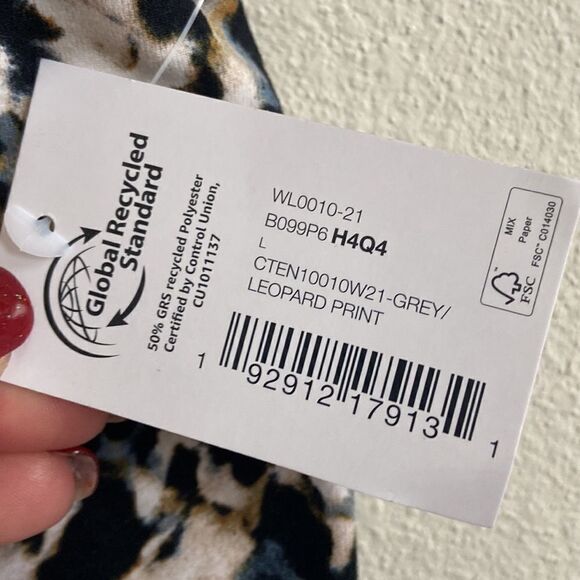 Global Recycled
Standard
50% GRS recycled Polyester
Certified by Control Union,
CU1011137
WL0010-21
B099P6 H4Q4
L
CTEN10010W21-GREY/
LEOPARD PRINT
1 92912 17913 1
MIX
Paper
FSC™ C014030
FSC